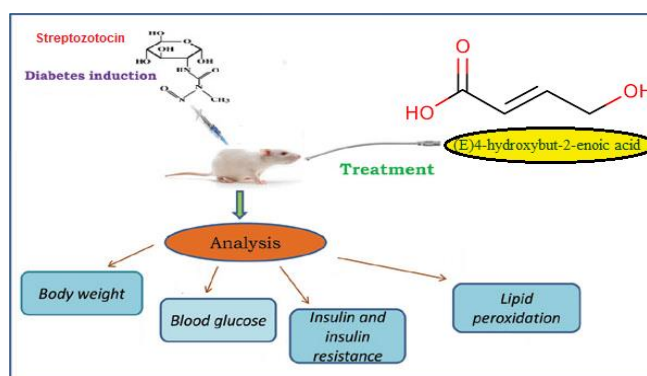 Streptozotocin
Diabetes induction
HO
HO
OH
HO
O
OH
HN
O
N
O
N
CH3
O
HO
OH
(E)4-hydroxybut-2-enoic acid
Treatment
Analysis
Body weight
Blood glucose
Insulin and
insulin
resistance
Lipid
peroxidation